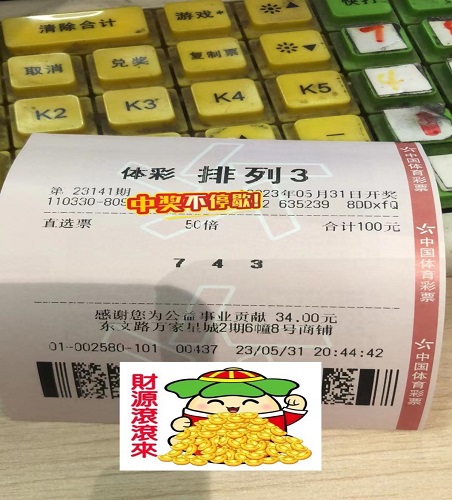 清除合计
游戏
快打
取消
兑奖
复制票
K2
K3
K4
K5
体彩 排列3
第 23141期
23年05月31日开奖
110330-809
2 635239 8DDxfQ
中奖不停歇!
直选票 50倍 合计100元
7 4 3
感谢您为公益事业贡献 34.00元
东文路万家星城2期6幢8号商铺
01-002580-101 00437 23/05/31 20:44:42
中国体育彩票
中国体育彩票
中国体育彩票
財源滾滾來